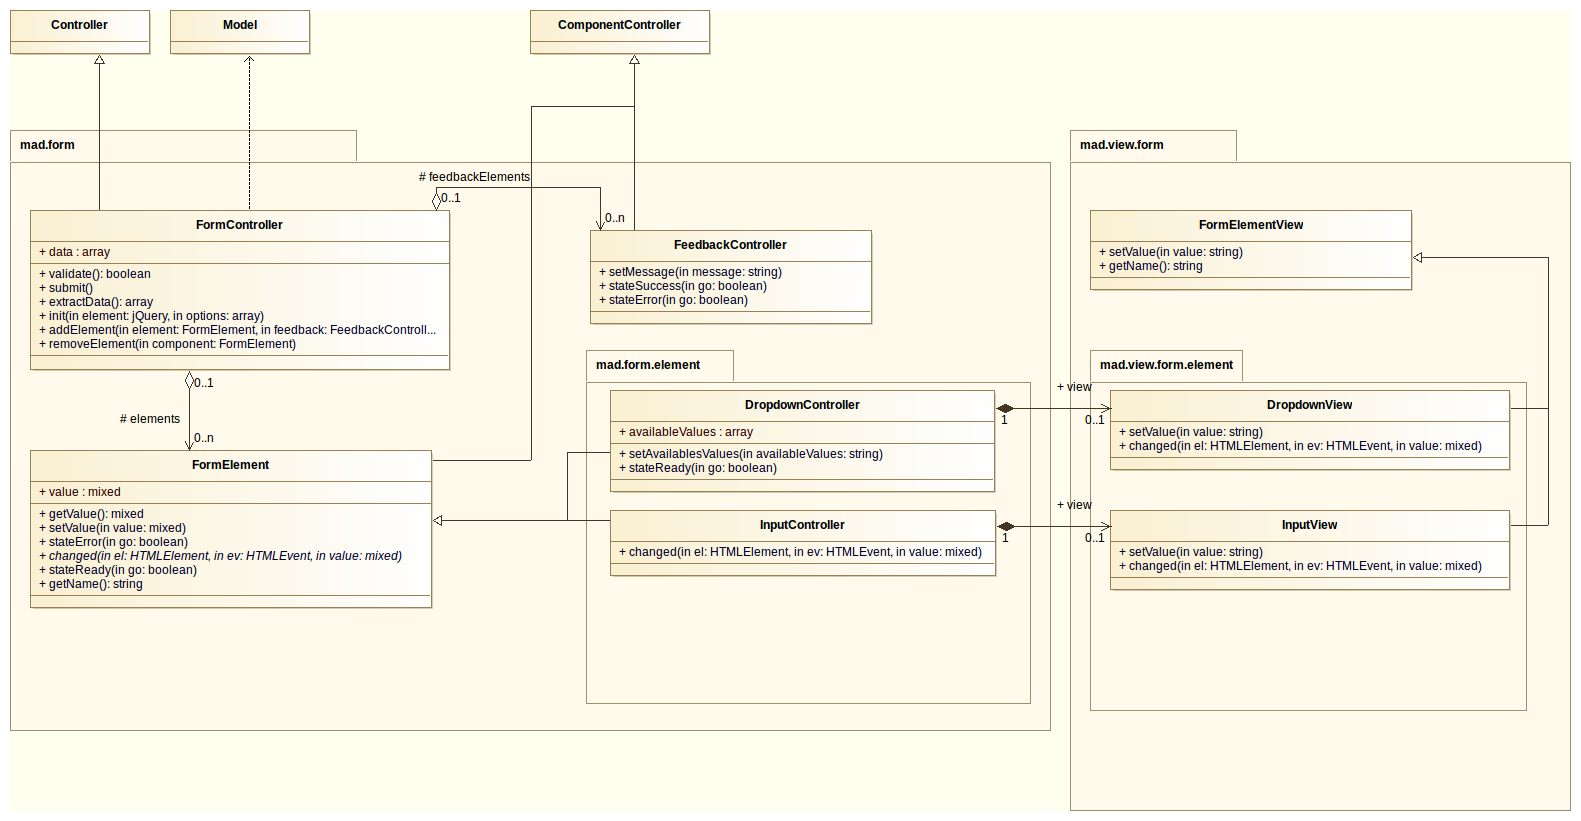 Controller
Model
ComponentController
mad.form
mad.view.form
# feedbackElements
0..1
0..n
FormController
+ data : array
+ validate(): boolean
+ submit()
+ extractData(): array
+ init(in element: jQuery, in options: array)
+ addElement(in element: FormElement, in feedback: FeedbackControll...
+ removeElement(in component: FormElement)
FeedbackController
+ setMessage(in message: string)
+ stateSuccess(in go: boolean)
+ stateError(in go: boolean)
FormElementView
+ setValue(in value: string)
+ getName(): string
0..1
# elements
0..n
mad.form.element
mad.view.form.element
DropdownController
+ availableValues : array
+ setAvailablesValues(in availableValues: string)
+ stateReady(in go: boolean)
+ view
1
0..1
DropdownView
+ setValue(in value: string)
+ changed(in el: HTMLElement, in ev: HTMLEvent, in value: mixed)
FormElement
+ value : mixed
+ getValue(): mixed
+ setValue(in value: mixed)
+ stateError(in go: boolean)
+ changed(in el: HTMLElement, in ev: HTMLEvent, in value: mixed)
+ stateReady(in go: boolean)
+ getName(): string
InputController
+ changed(in el: HTMLElement, in ev: HTMLEvent, in value: mixed)
+ view
1
0..1
InputView
+ setValue(in value: string)
+ changed(in el: HTMLElement, in ev: HTMLEvent, in value: mixed)